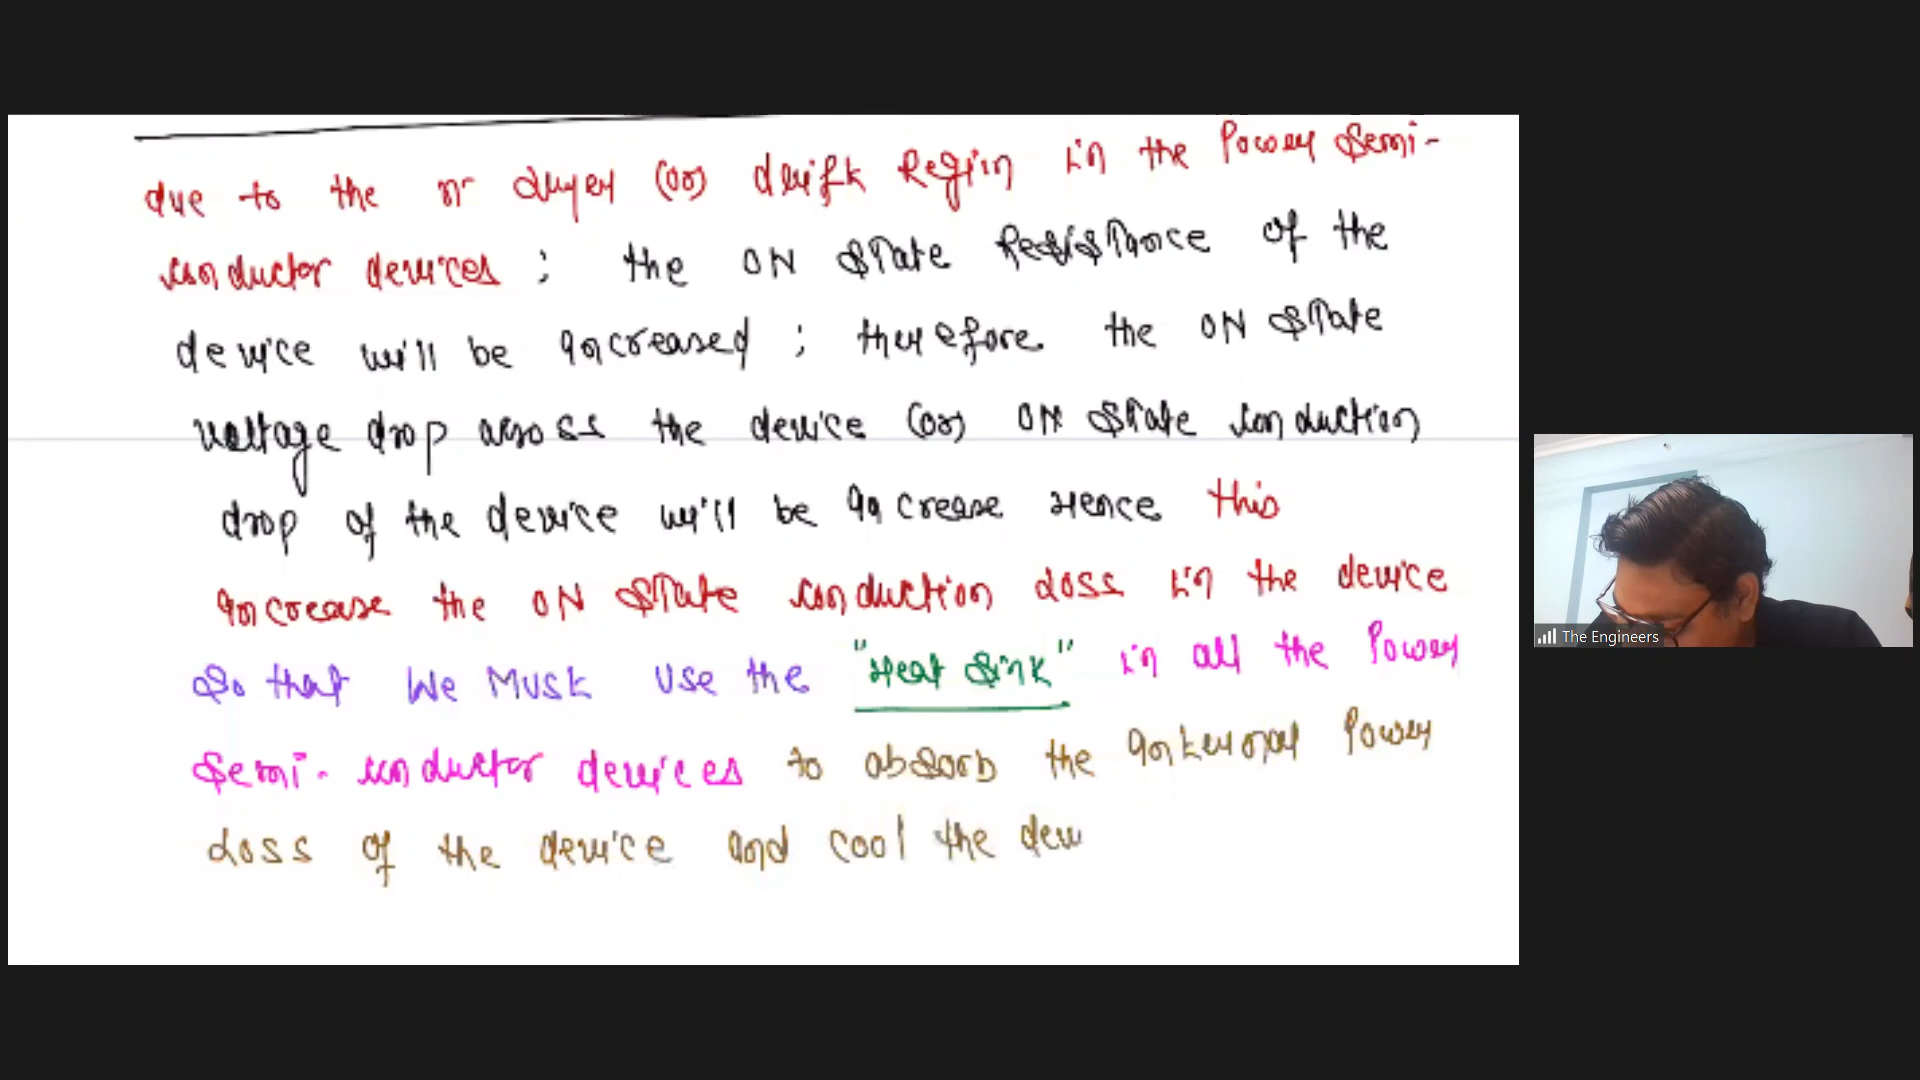 due to the n⁻ Layer (or) drift Region in the Power Semi-
conductor devices ; the ON State Resistance of the
device will be increased ; therefore the ON State
voltage drop across the device (or) ON State conduction
drop of the device will be increase Hence this
increase the ON State conduction Loss in the device
So that We Must Use the "Heat Sink" in all the Power
Semi-conductor devices to absorb the internal Power
Loss of the device and cool the dev
The Engineers